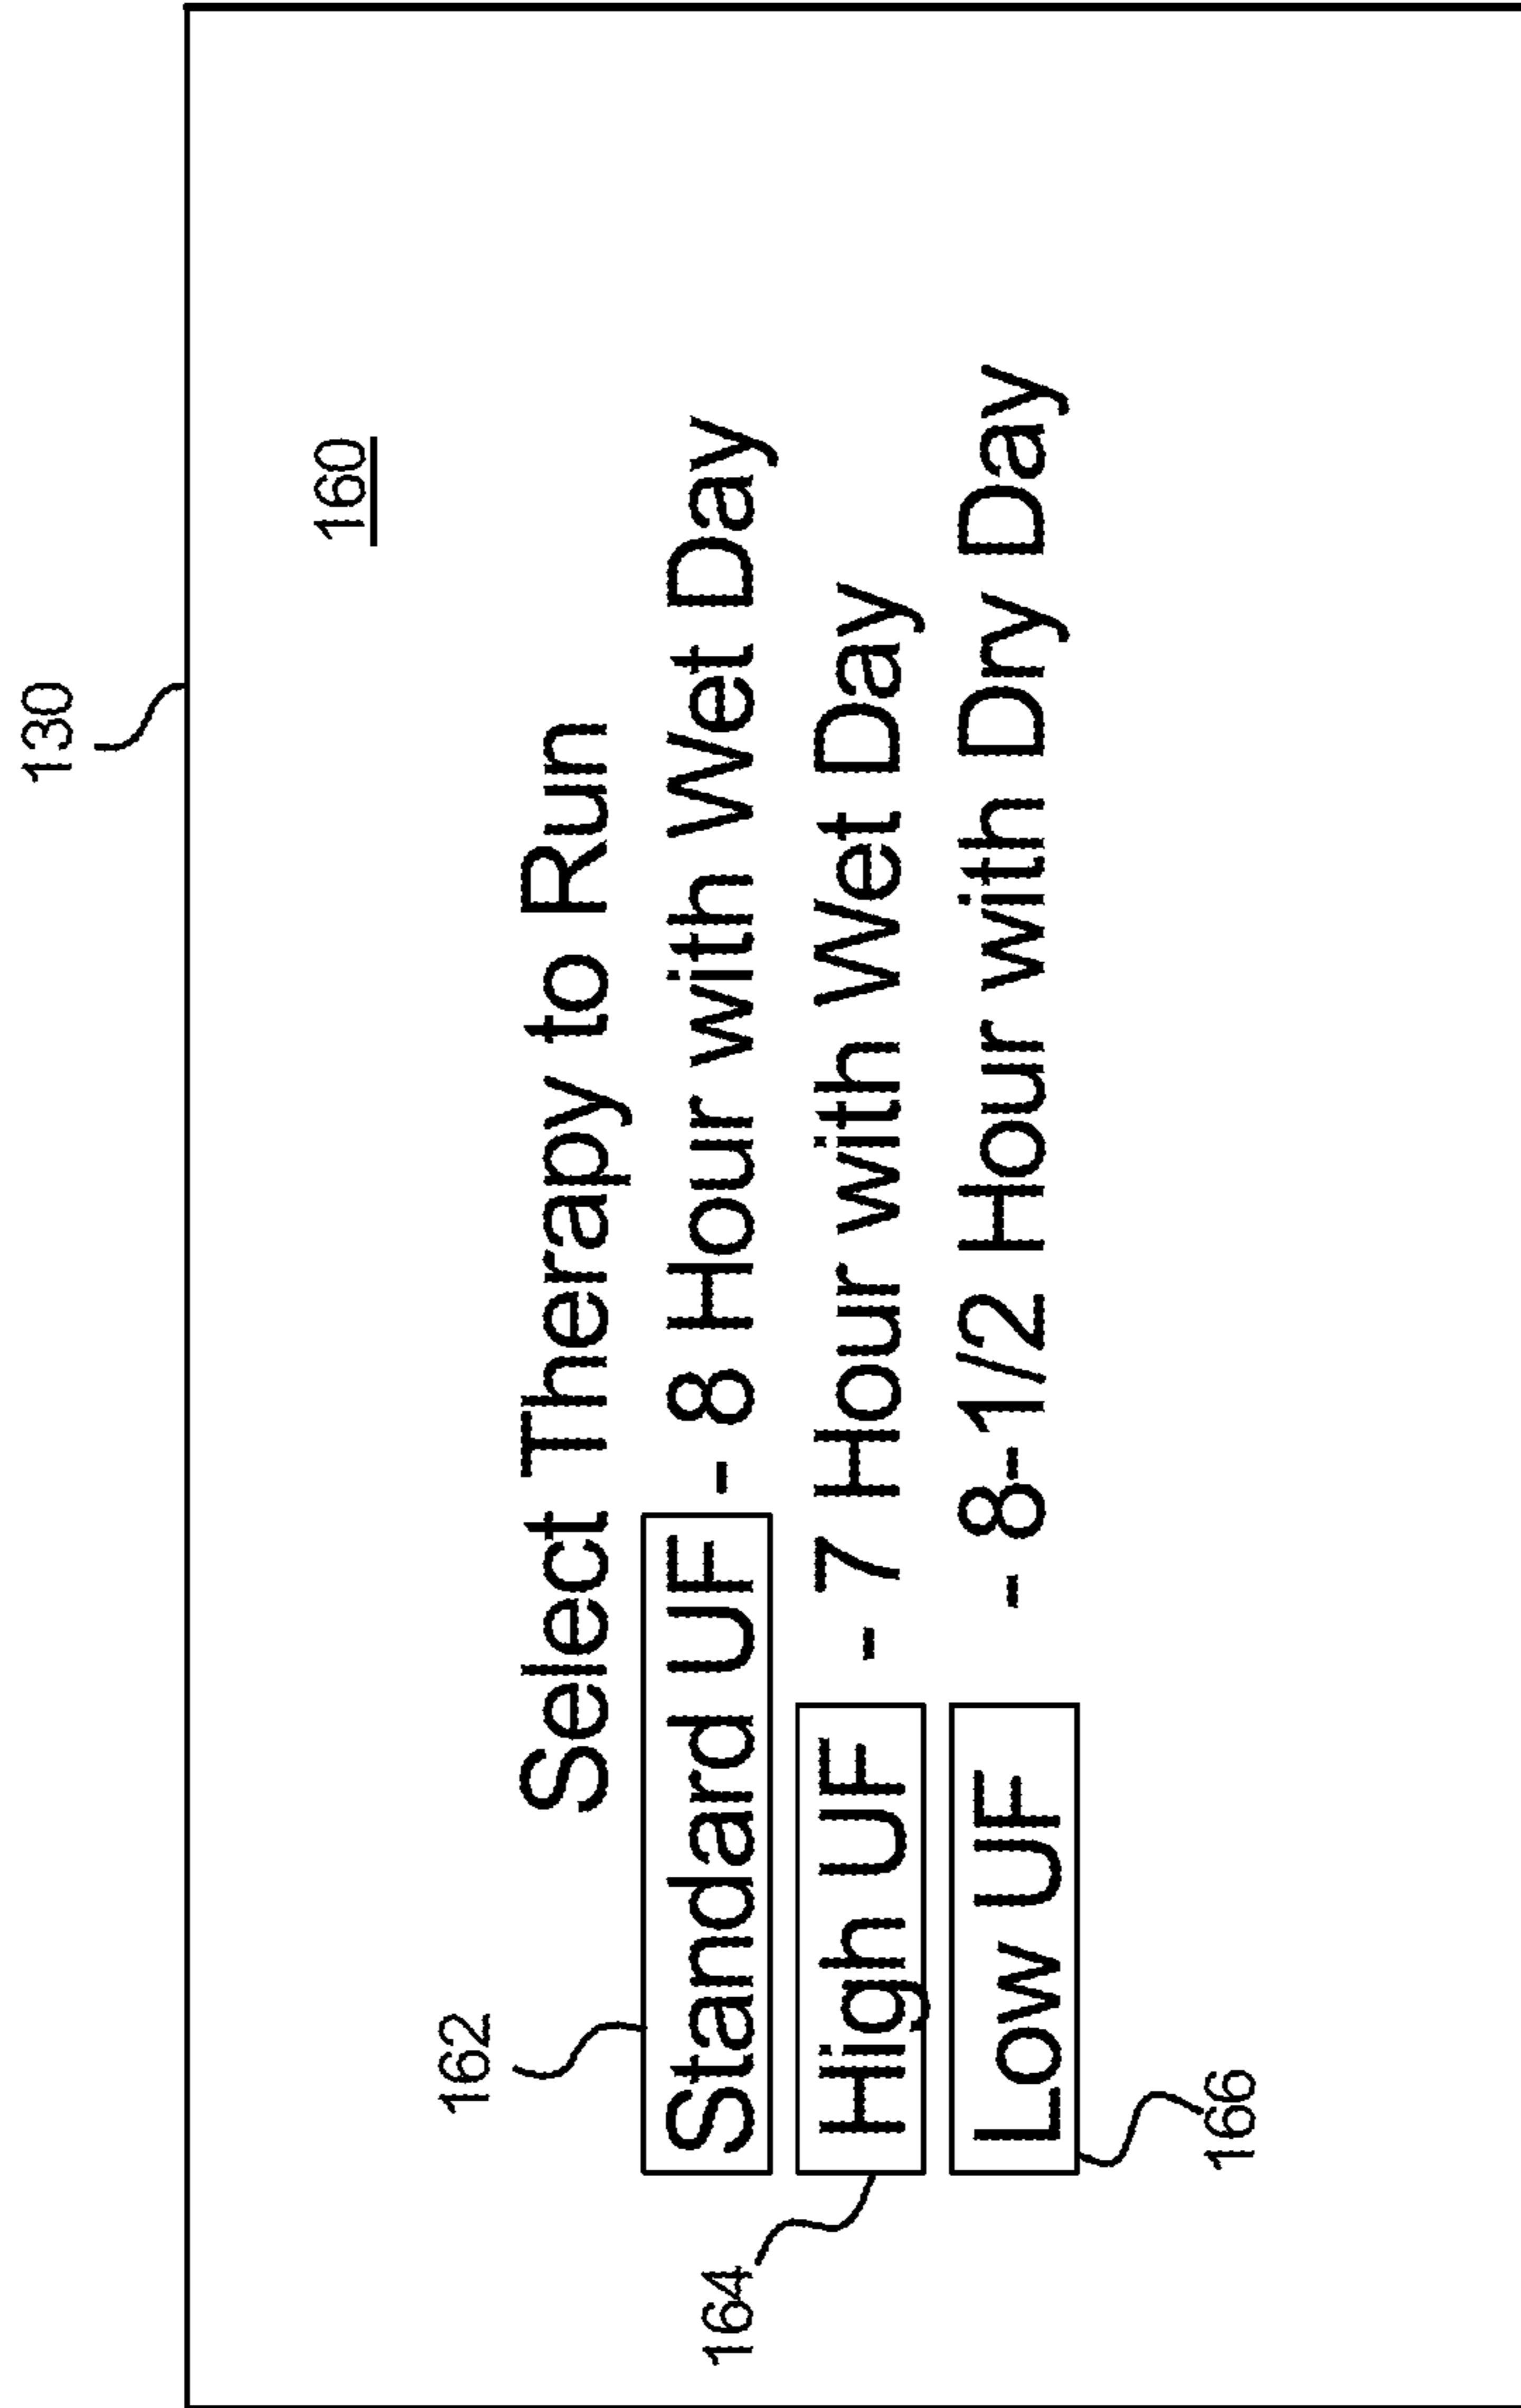 130
160
Select Therapy to Run
162
Standard UF - 8 Hour with Wet Day
164
High UF - 7 Hour with Wet Day
Low UF - 8-1/2 Hour with Dry Day
166